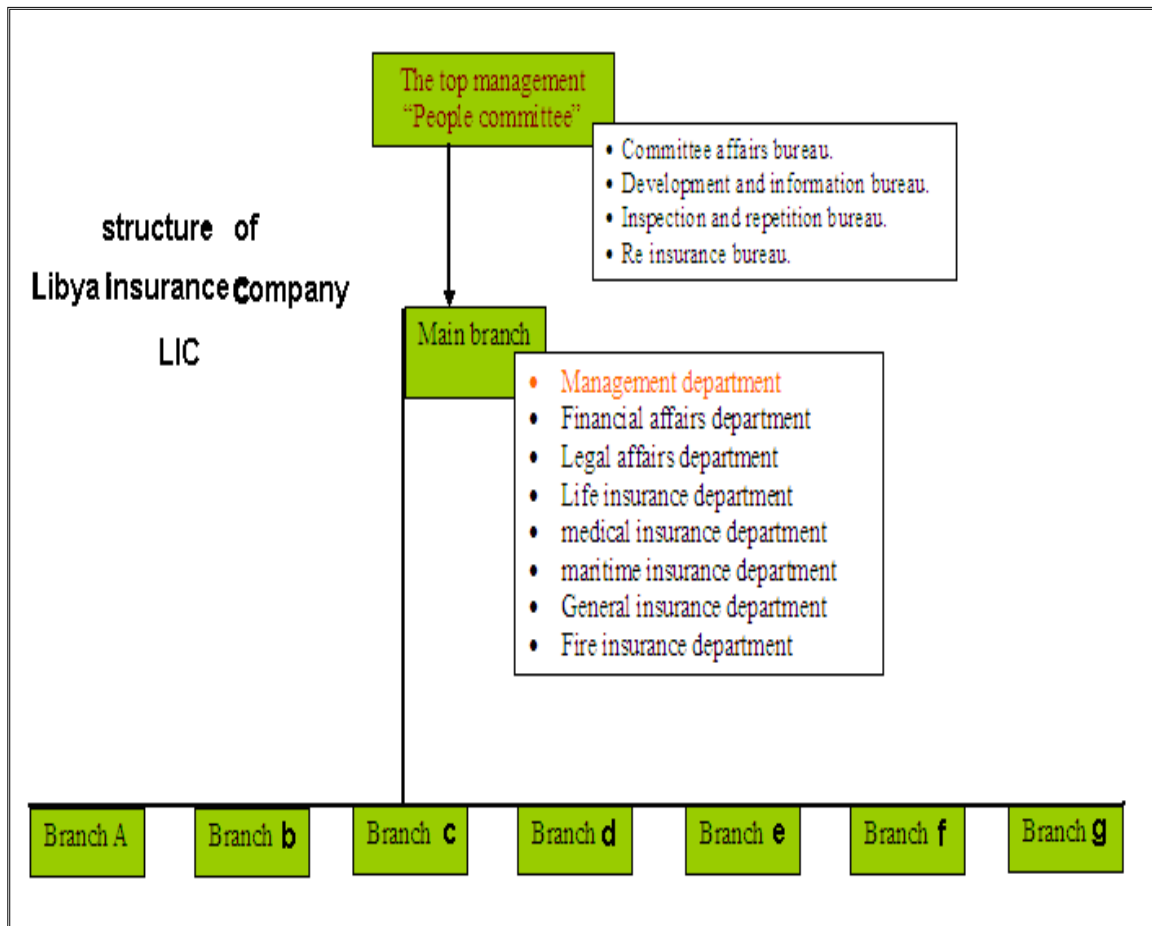 The top management
“People committee”
• Committee affairs bureau.
• Development and information bureau.
• Inspection and repetition bureau.
• Re insurance bureau.
structure of
Libya Insurance Company
LIC
Main branch
• Management department
• Financial affairs department
• Legal affairs department
• Life insurance department
• medical insurance department
• maritime insurance department
• General insurance department
• Fire insurance department
Branch A
Branch b
Branch c
Branch d
Branch e
Branch f
Branch g